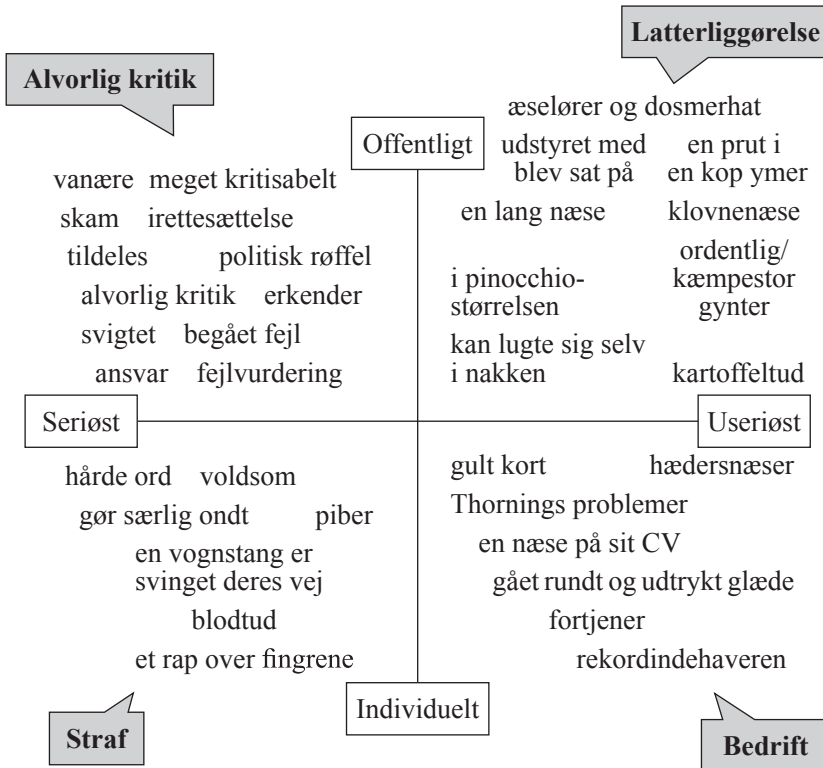 Latterliggørelse
Alvorlig kritik
Offentligt
vanære meget kritisabelt
skam irettesættelse
tildeles politisk røffel
alvorlig kritik erkender
svigtet begået fejl
ansvar fejlvurdering
æselører og dosmerhat
udstyret med en prut i
blev sat på en kop ymer
en lang næse klovnenæse
ordentlig/
i pinocchio- kæmpestor
størrelsen gynter
kan lugte sig selv
i nakken kartoffeltud
Seriøst
Useriøst
hårde ord voldsom
gør særlig ondt piber
en vognstang er
svinget deres vej
blodtud
et rap over fingrene
gult kort hædersnæser
Thornings problemer
en næse på sit CV
gået rundt og udtrykt glæde
fortjener
rekordindehaveren
Individuelt
Straf
Bedrift